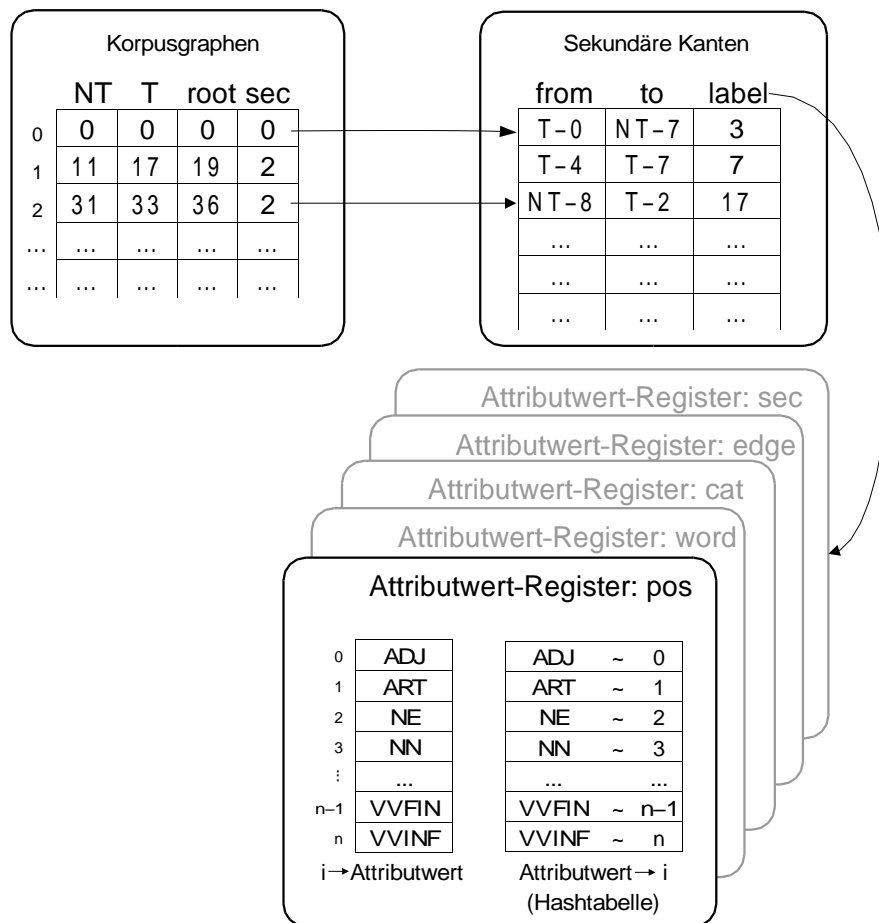 Korpusgraphen
NT T root sec
0 0 0 0 0
1 11 17 19 2
2 31 33 36 2
... ... ... ... ...
... ... ... ... ...
Sekundäre Kanten
from to label
T–0 NT–7 3
T–4 T–7 7
NT–8 T–2 17
... ... ...
... ... ...
... ... ...
Attributwert-Register: sec
Attributwert-Register: edge
Attributwert-Register: cat
Attributwert-Register: word
Attributwert-Register: pos
0 ADJ
1 ART
2 NE
3 NN
⋮ ...
n–1 VVFIN
n VVINF
i→Attributwert
ADJ ~ 0
ART ~ 1
NE ~ 2
NN ~ 3
... ...
VVFIN ~ n–1
VVINF ~ n
Attributwert→ i
(Hashtabelle)